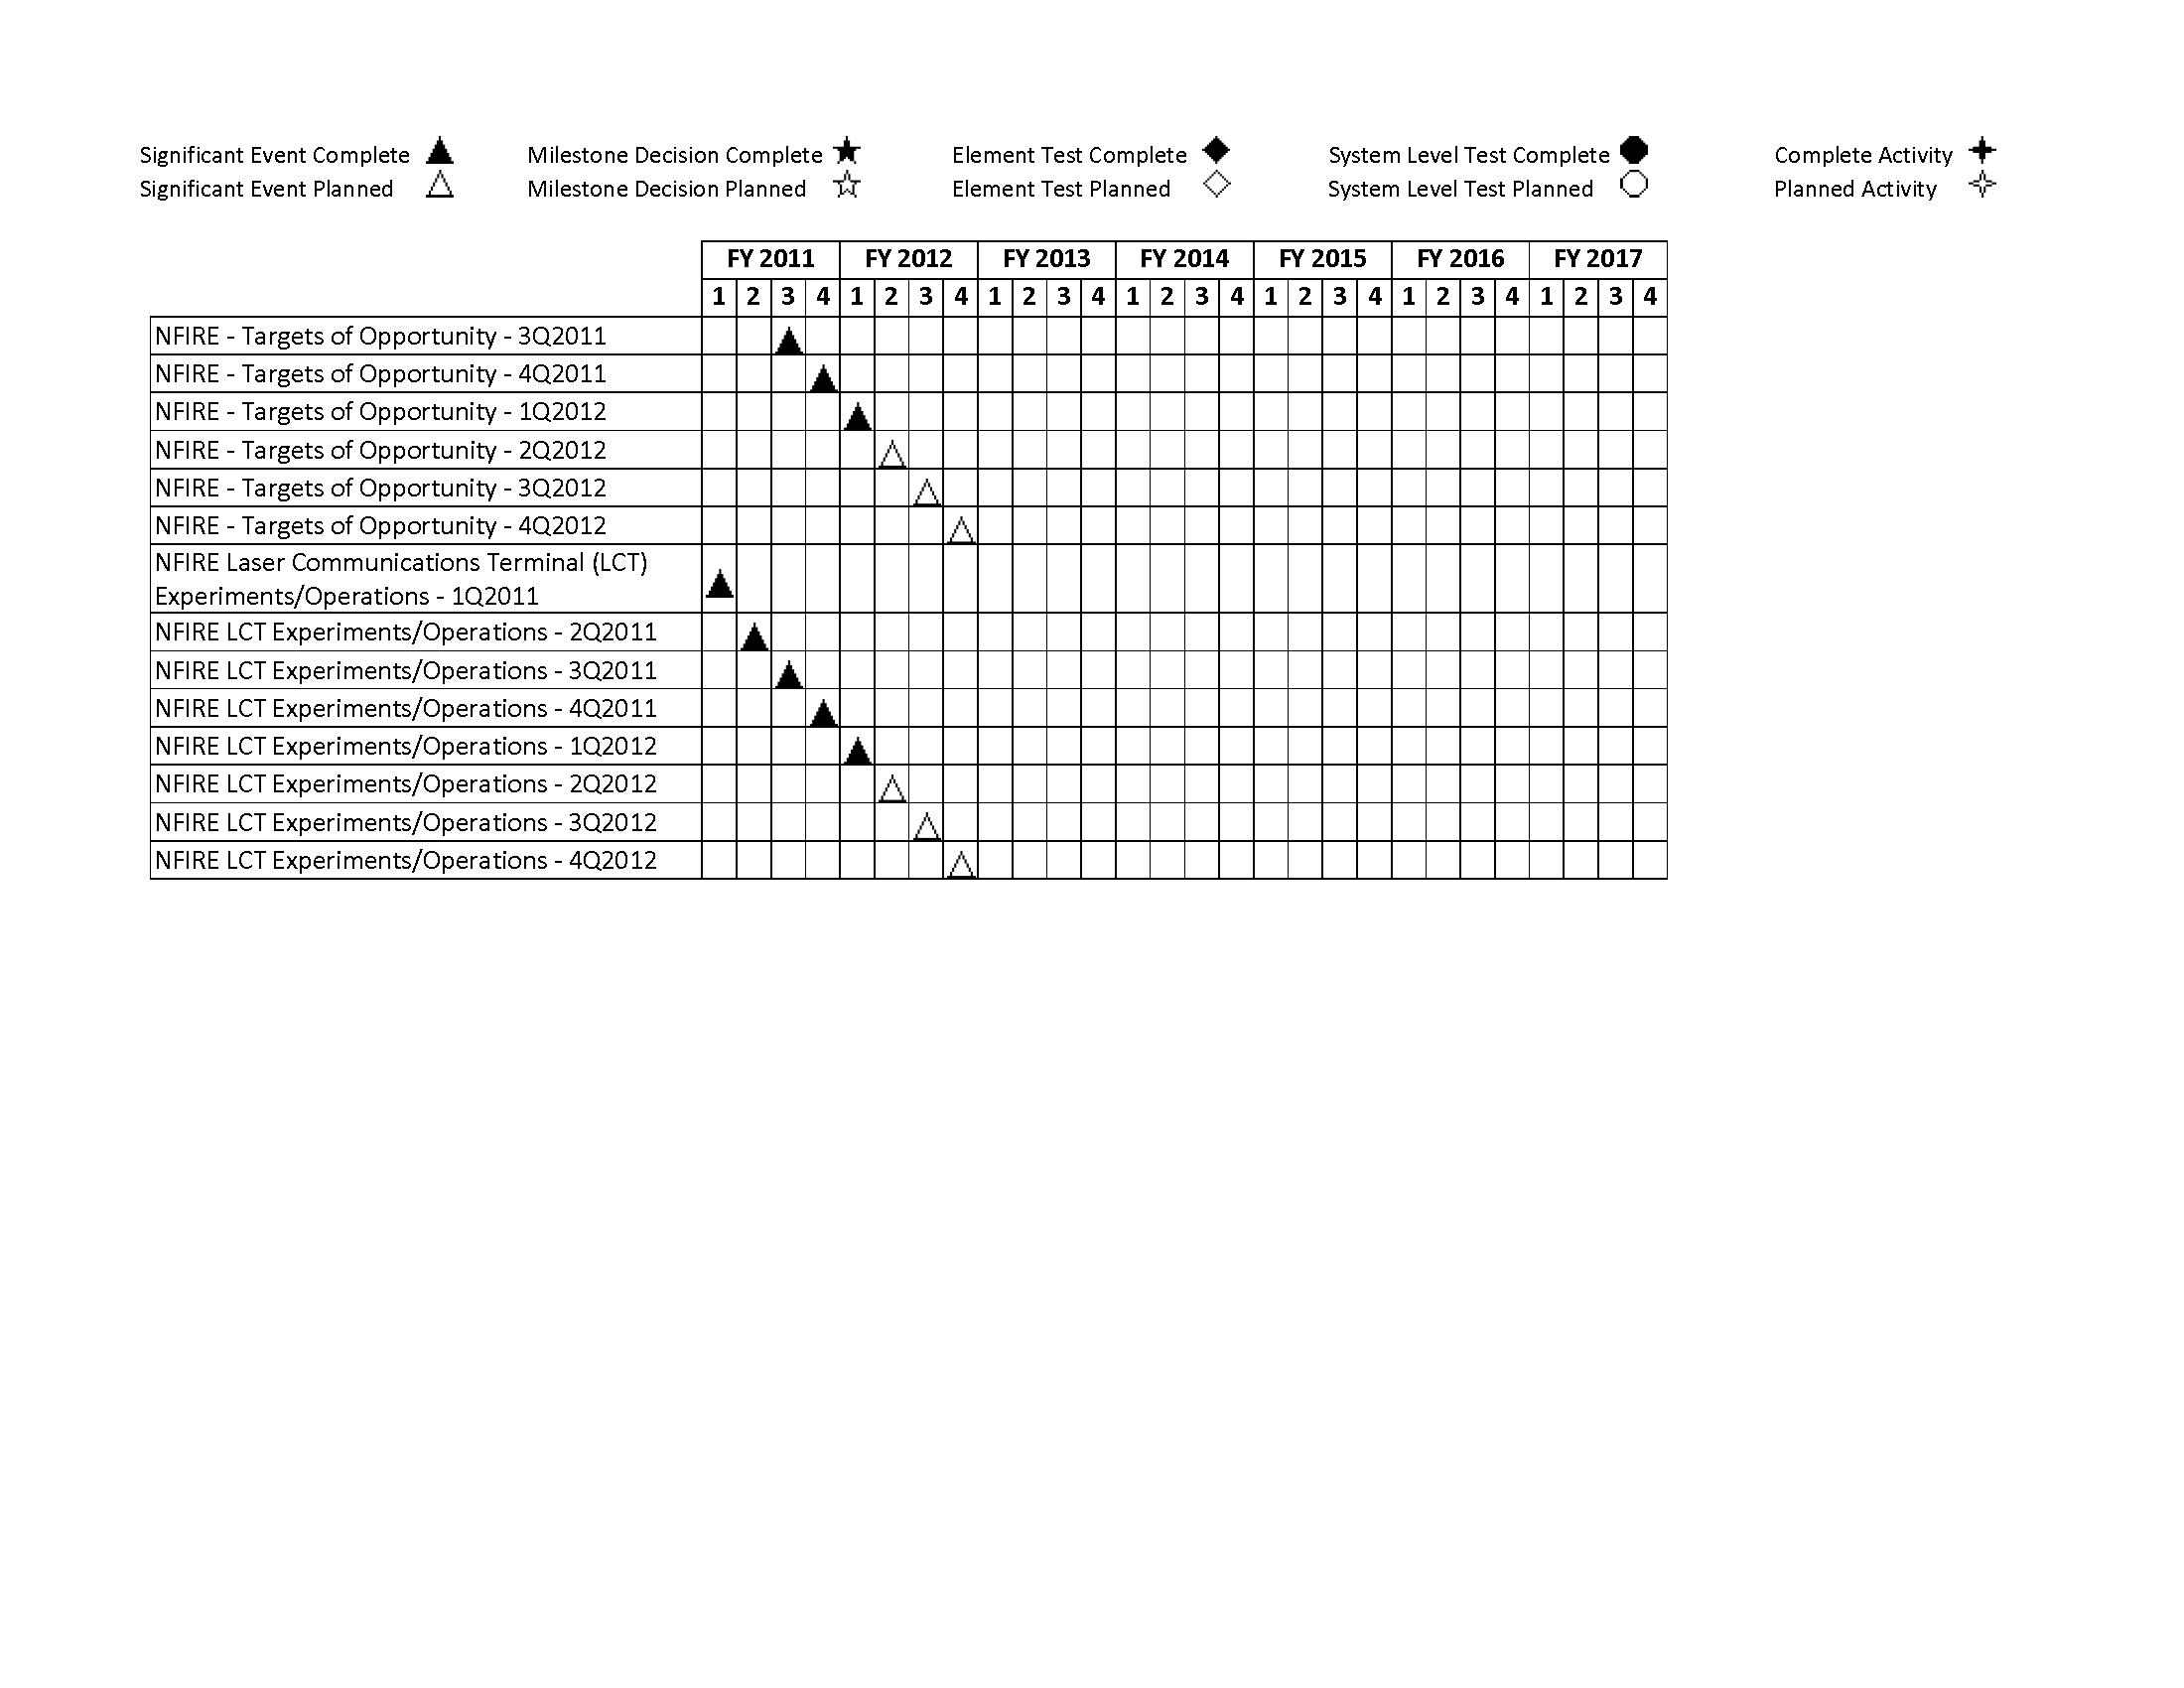 Significant Event Complete Milestone Decision Complete Element Test Complete System Level Test Complete Complete Activity
Significant Event Planned Milestone Decision Planned Element Test Planned System Level Test Planned Planned Activity
FY 2011 FY 2012 FY 2013 FY 2014 FY 2015 FY 2016 FY 2017
1 2 3 4 1 2 3 4 1 2 3 4 1 2 3 4 1 2 3 4 1 2 3 4 1 2 3 4
NFIRE - Targets of Opportunity - 3Q2011
NFIRE - Targets of Opportunity - 4Q2011
NFIRE - Targets of Opportunity - 1Q2012
NFIRE - Targets of Opportunity - 2Q2012
NFIRE - Targets of Opportunity - 3Q2012
NFIRE - Targets of Opportunity - 4Q2012
NFIRE Laser Communications Terminal (LCT)
Experiments/Operations - 1Q2011
NFIRE LCT Experiments/Operations - 2Q2011
NFIRE LCT Experiments/Operations - 3Q2011
NFIRE LCT Experiments/Operations - 4Q2011
NFIRE LCT Experiments/Operations - 1Q2012
NFIRE LCT Experiments/Operations - 2Q2012
NFIRE LCT Experiments/Operations - 3Q2012
NFIRE LCT Experiments/Operations - 4Q2012